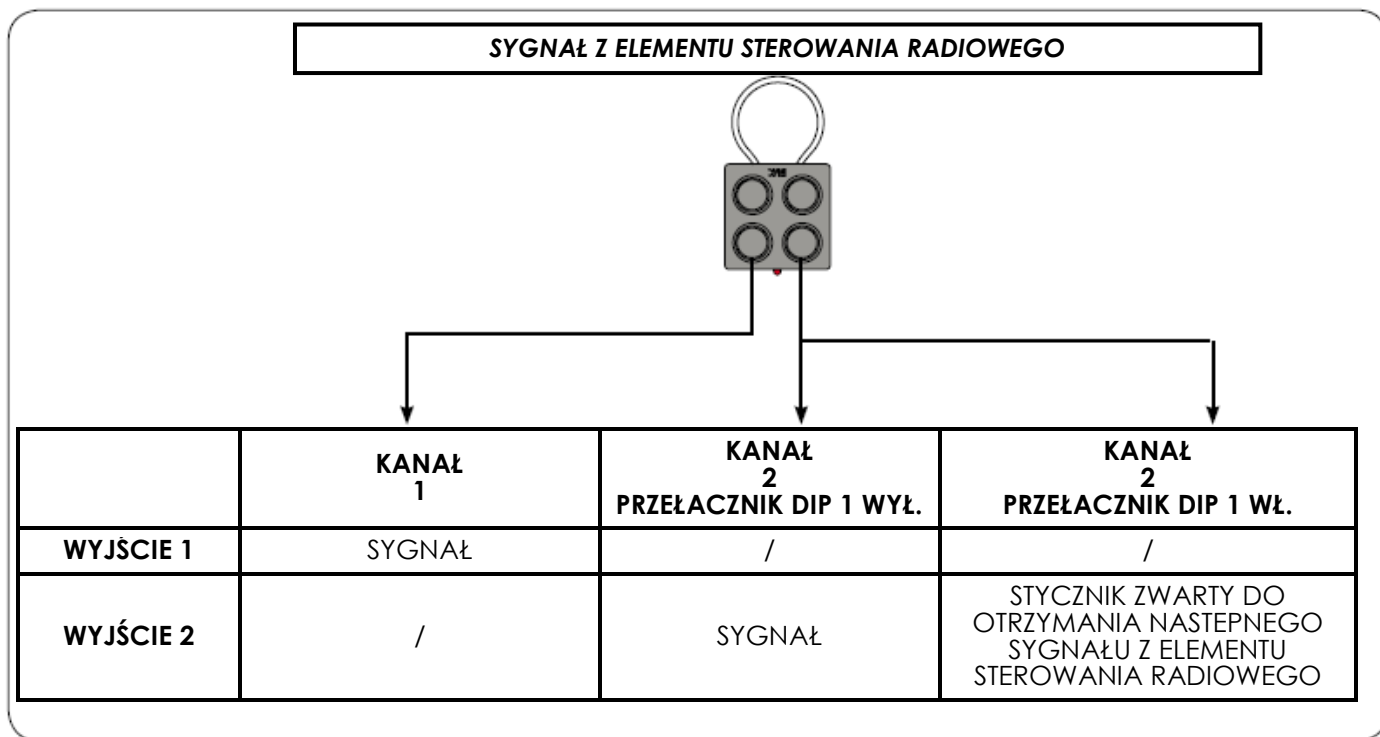 SYGNAŁ Z ELEMENTU STEROWANIA RADIOWEGO
KANAŁ
1
KANAŁ
2
PRZEŁACZNIK DIP 1 WYŁ.
KANAŁ
2
PRZEŁACZNIK DIP 1 WŁ.
WYJŚCIE 1
SYGNAŁ
/
/
WYJŚCIE 2
/
SYGNAŁ
STYCZNIK ZWARTY DO
OTRZYMANIA NASTEPNEGO
SYGNAŁU Z ELEMENTU
STEROWANIA RADIOWEGO